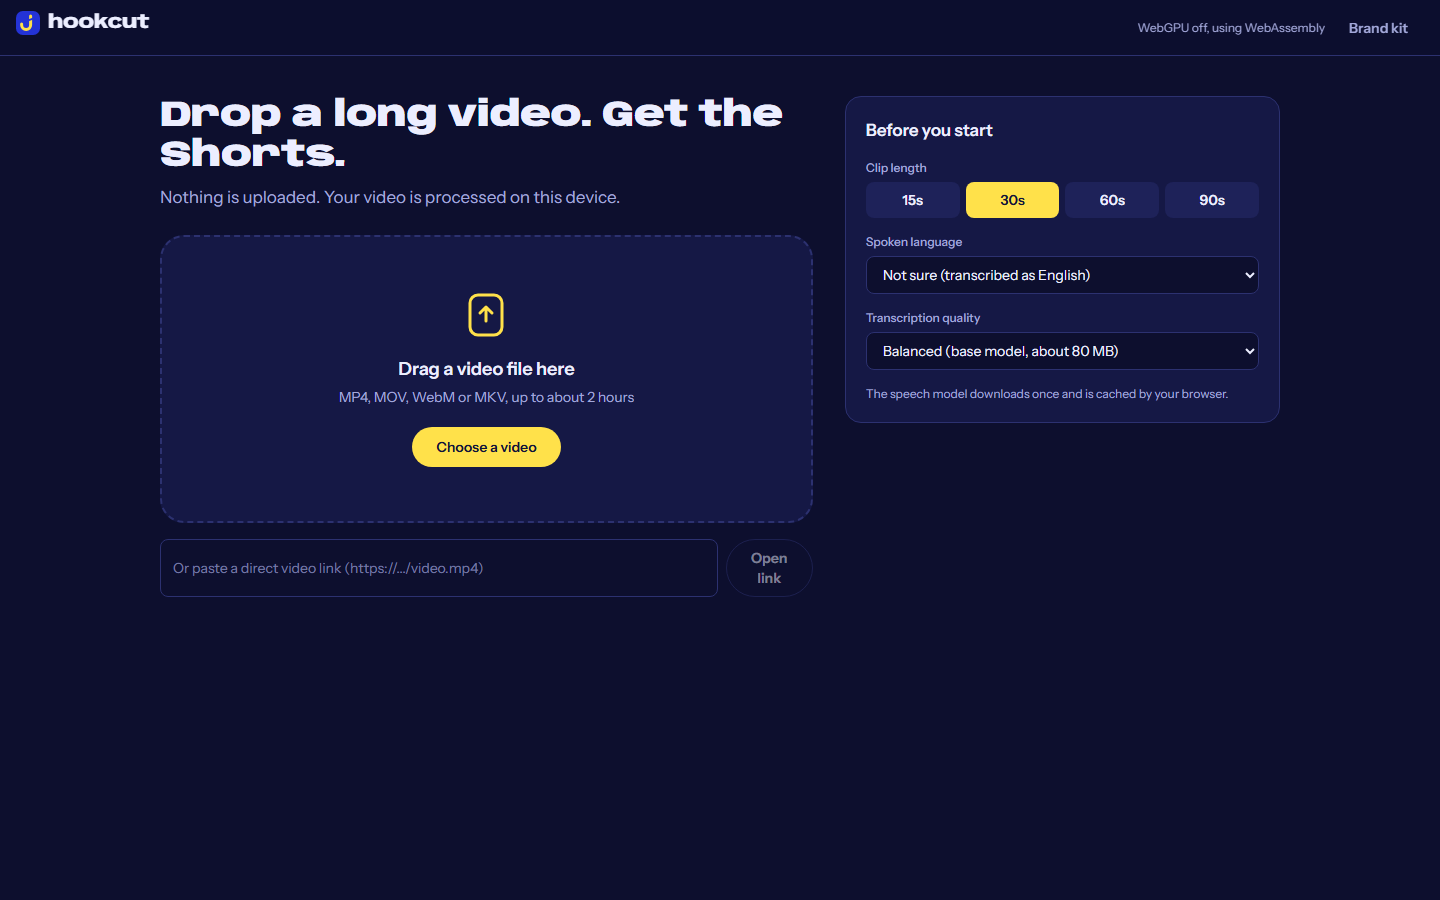 hookcut
WebGPU off, using WebAssembly
Brand kit
Drop a long video. Get the
Shorts.
Nothing is uploaded. Your video is processed on this device.
Drag a video file here
MP4, MOV, WebM or MKV, up to about 2 hours
Choose a video
Or paste a direct video link (https://.../video.mp4)
Open
link
Before you start
Clip length
15s
30s
60s
90s
Spoken language
Not sure (transcribed as English)
Transcription quality
Balanced (base model, about 80 MB)
The speech model downloads once and is cached by your browser.